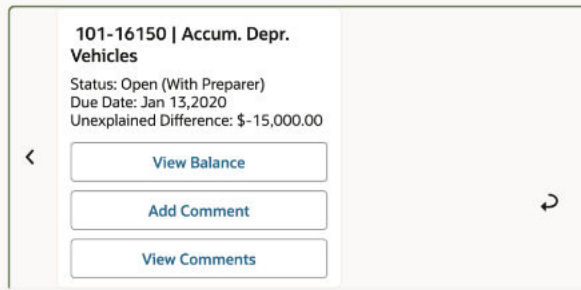 101-16150 | Accum. Depr.
Vehicles
Status: Open (With Preparer)
Due Date: Jan 13,2020
Unexplained Difference: $-15,000.00
View Balance
Add Comment
View Comments